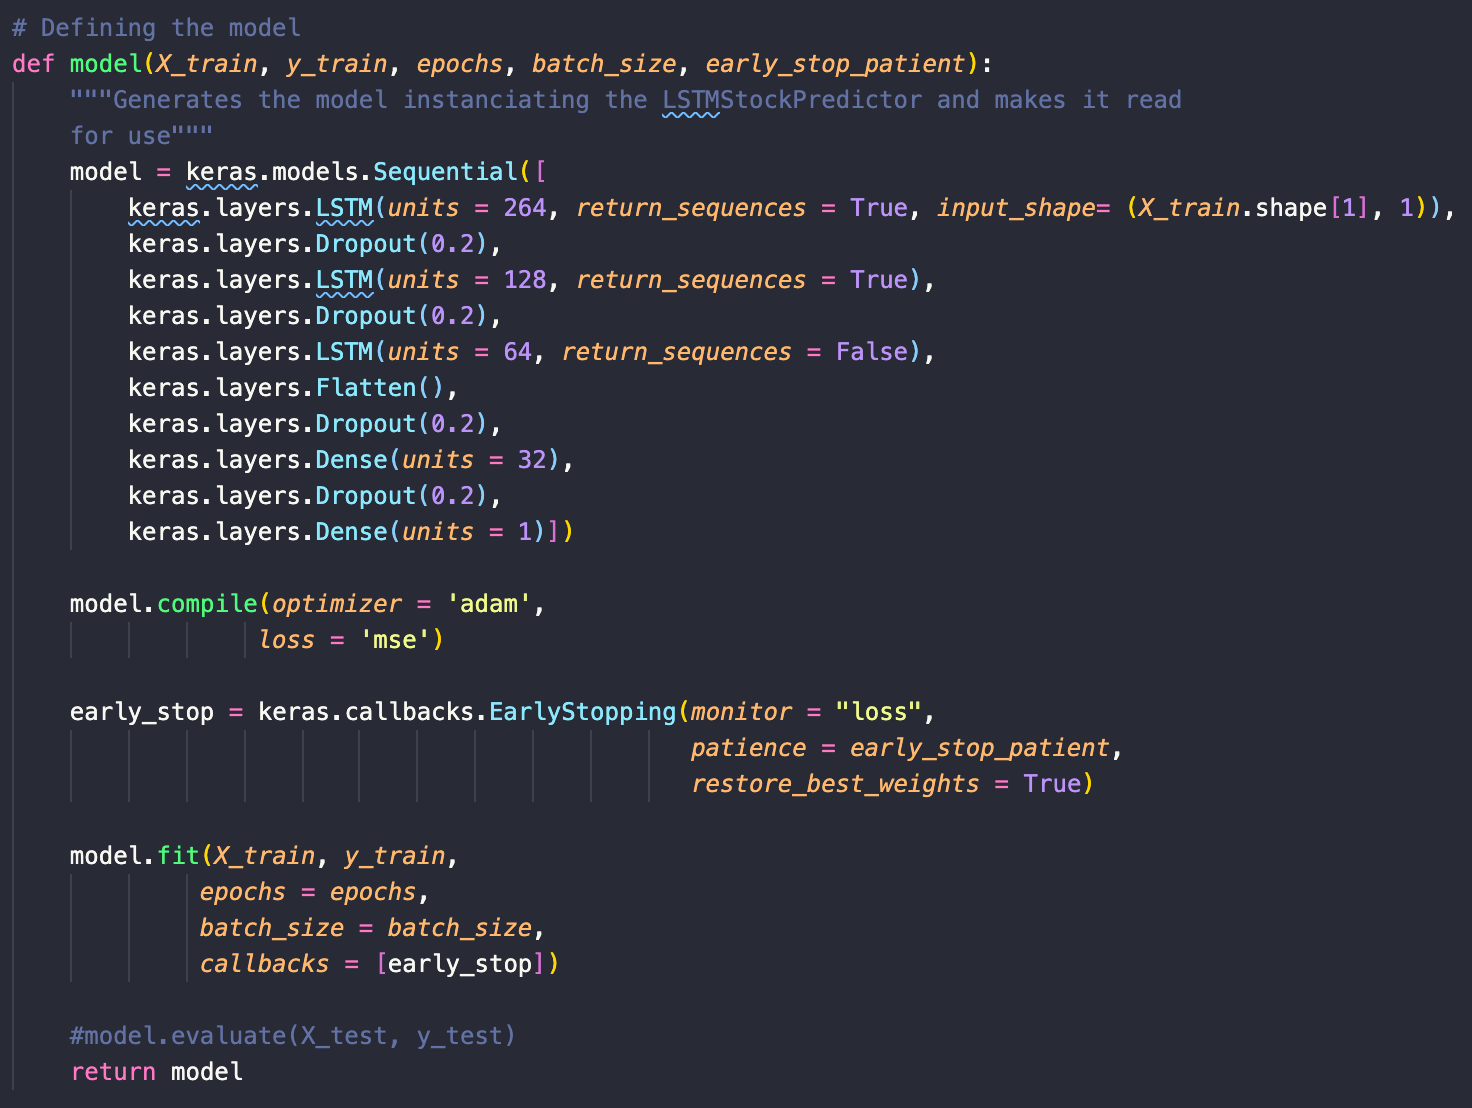 # Defining the model
def model(X_train, y_train, epochs, batch_size, early_stop_patient):
    """Generates the model instanciating the LSTMStockPredictor and makes it read
    for use"""
    model = keras.models.Sequential([
        keras.layers.LSTM(units = 264, return_sequences = True, input_shape= (X_train.shape[1], 1)),
        keras.layers.Dropout(0.2),
        keras.layers.LSTM(units = 128, return_sequences = True),
        keras.layers.Dropout(0.2),
        keras.layers.LSTM(units = 64, return_sequences = False),
        keras.layers.Flatten(),
        keras.layers.Dropout(0.2),
        keras.layers.Dense(units = 32),
        keras.layers.Dropout(0.2),
        keras.layers.Dense(units = 1)])

    model.compile(optimizer = 'adam',
                 loss = 'mse')

    early_stop = keras.callbacks.EarlyStopping(monitor = "loss",
                                               patience = early_stop_patient,
                                               restore_best_weights = True)

    model.fit(X_train, y_train,
             epochs = epochs,
             batch_size = batch_size,
             callbacks = [early_stop])

    #model.evaluate(X_test, y_test)
    return model